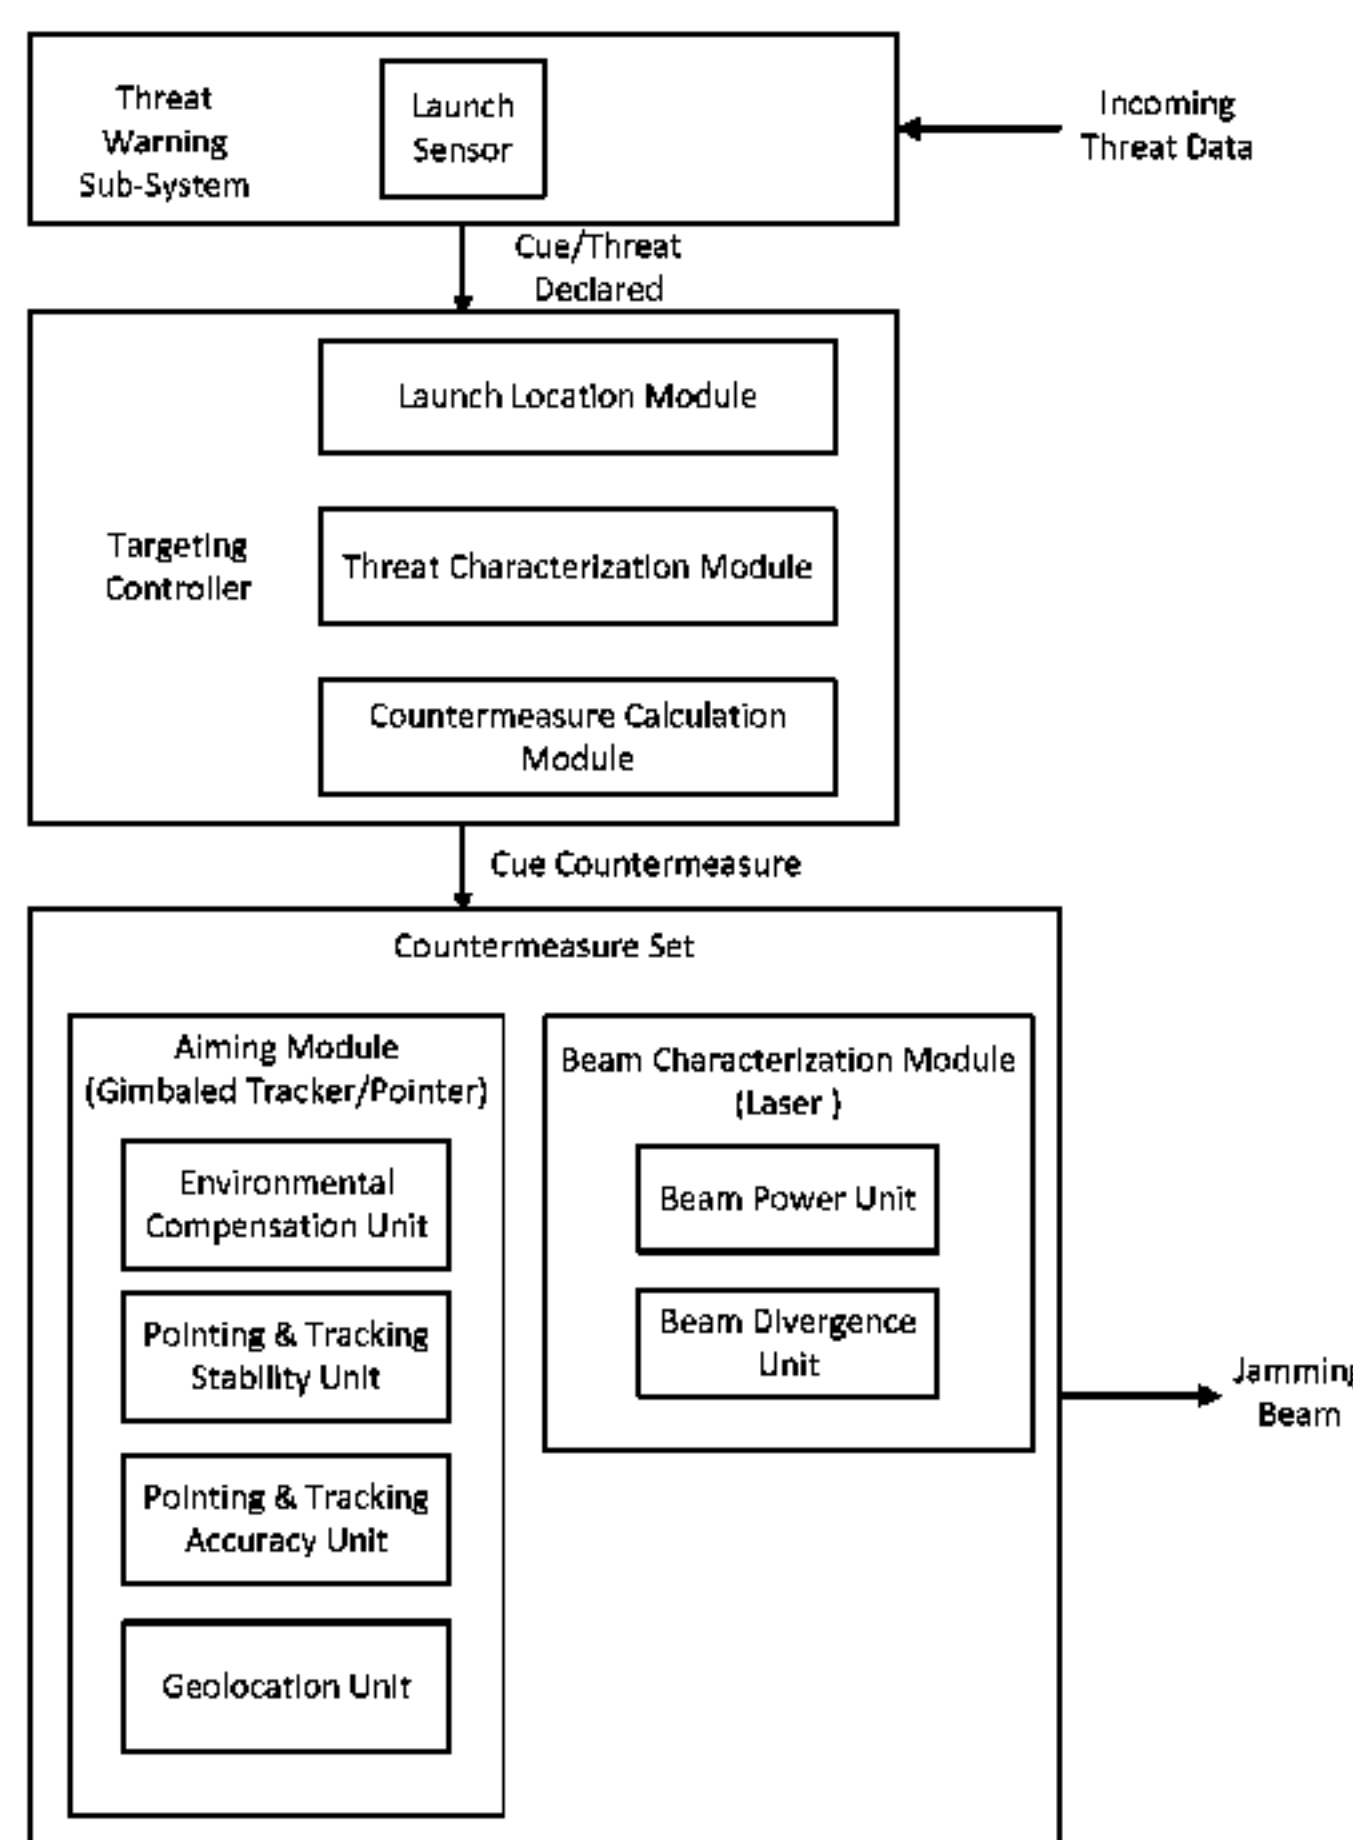 Threat
Warning
Sub-System
Launch
Sensor
Incoming
Threat Data
Cue/Threat
Declared
Launch Location Module
Targeting
Controller
Threat Characterization Module
Countermeasure Calculation
Module
Cue Countermeasure
Countermeasure Set
Aiming Module
(Gimbaled Tracker/Pointer)
Environmental
Compensation Unit
Pointing & Tracking
Stability Unit
Pointing & Tracking
Accuracy Unit
Geolocation Unit
Beam Characterization Module
(Laser )
Beam Power Unit
Beam Divergence
Unit
Jamming
Beam